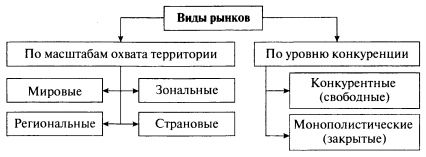 Виды рынков
По масштабам охвата территории
По уровню конкуренции
Мировые
Зональные
Региональные
Страновые
Конкурентные
(свободные)
Монополистические
(закрытые)